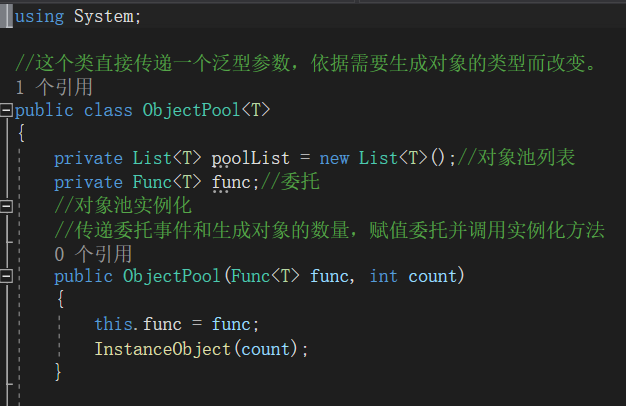 using System;
//这个类直接传递一个泛型参数，依据需要生成对象的类型而改变。
1 个引用
public class ObjectPool<T>
{
private List<T> poolList = new List<T>();//对象池列表
private Func<T> func;//委托
//对象池实例化
//传递委托事件和生成对象的数量，赋值委托并调用实例化方法
0 个引用
public ObjectPool(Func<T> func, int count)
{
this.func = func;
InstanceObject(count);
}